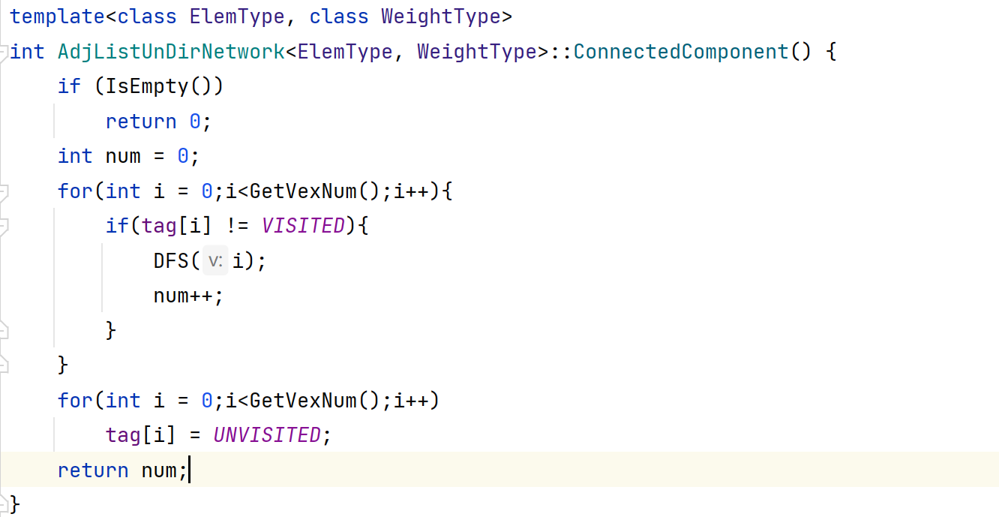 template<class ElemType, class WeightType>
int AdjListUnDirNetwork<ElemType, WeightType>::ConnectedComponent() {
    if (IsEmpty())
        return 0;
    int num = 0;
    for(int i = 0;i<GetVexNum();i++){
        if(tag[i] != VISITED){
            DFS( v: i);
            num++;
        }
    }
    for(int i = 0;i<GetVexNum();i++)
        tag[i] = UNVISITED;
    return num;
}